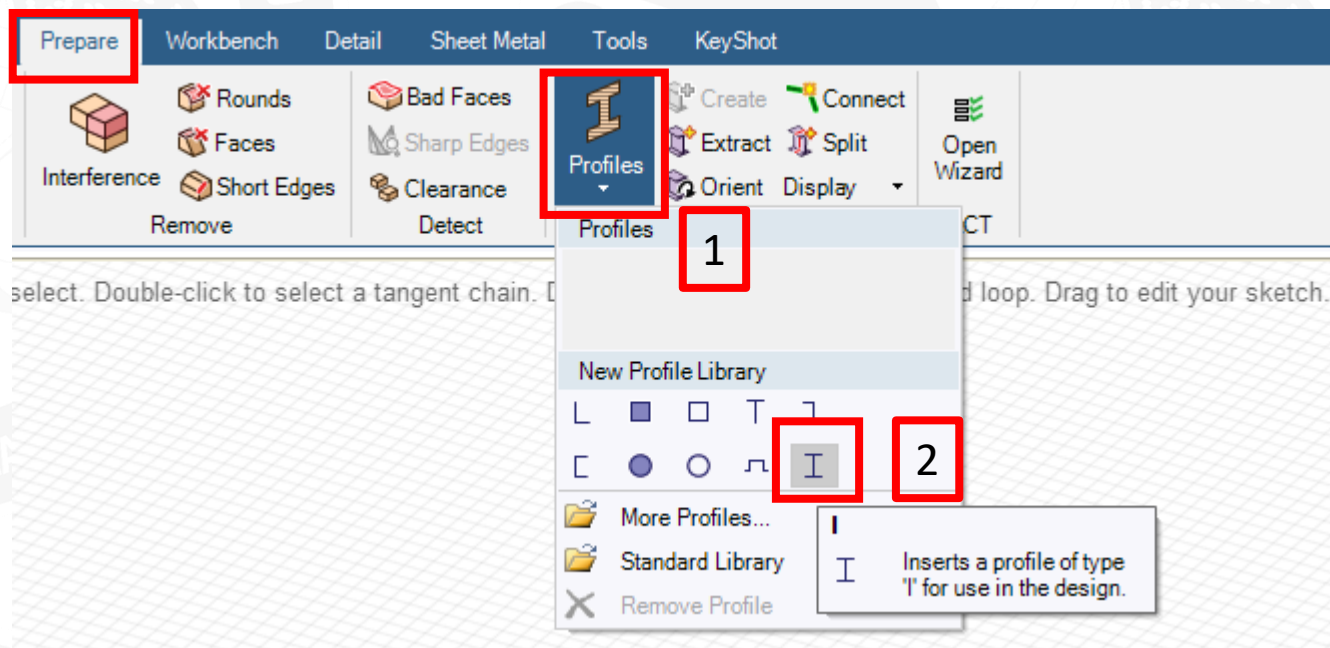 Prepare Workbench Detail Sheet Metal Tools KeyShot
Rounds Bad Faces Create Connect
Faces Sharp Edges Extract Split Open
Interference Profiles Wizard
Short Edges Clearance Orient Display
Remove Detect Profiles CT
1
select. Double-click to select a tangent chain. d loop. Drag to edit your sketch.
New Profile Library
2
More Profiles...
I
Standard Library Inserts a profile of type
'I' for use in the design.
Remove Profile